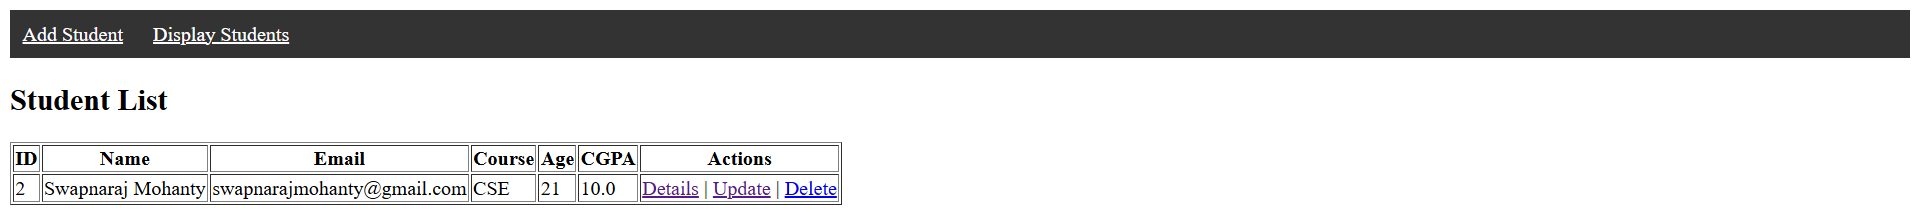 Add Student Display Students
Student List
ID Name Email Course Age CGPA Actions
2 Swapnaraj Mohanty swapnarajmohanty@gmail.com CSE 21 10.0 Details | Update | Delete